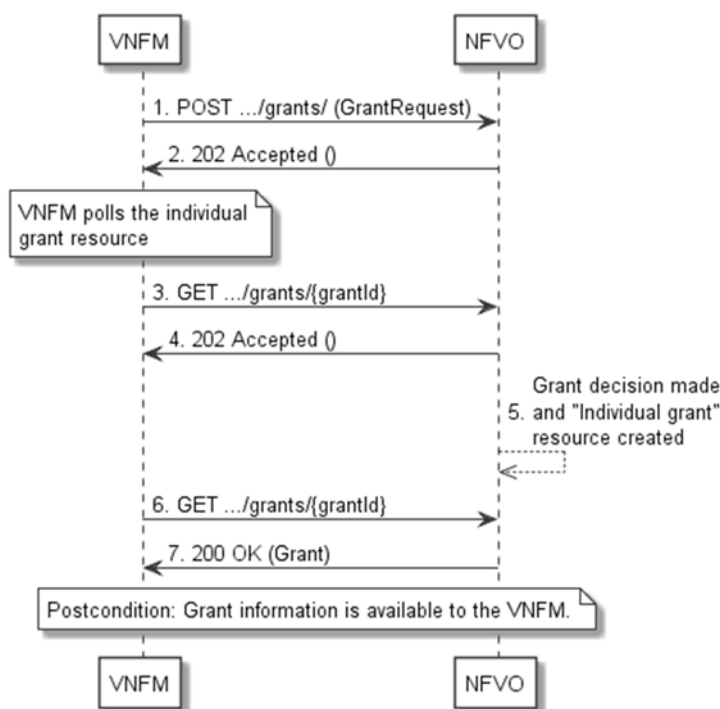 VNFM
NFVO
1. POST .../grants/ (GrantRequest)
2. 202 Accepted ()
VNFM polls the individual
grant resource
3. GET .../grants/{grantId}
4. 202 Accepted ()
Grant decision made
5. and "Individual grant"
resource created
6. GET .../grants/{grantId}
7. 200 OK (Grant)
Postcondition: Grant information is available to the VNFM.
VNFM
NFVO